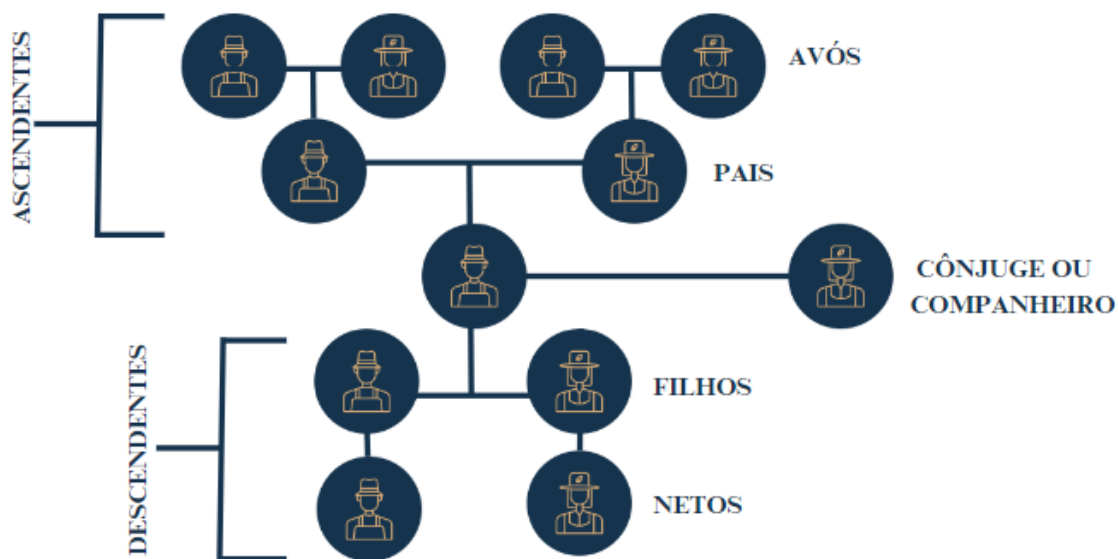 ASCENDENTES
AVÓS
PAIS
CÔNJUGE OU
COMPANHEIRO
DESCENDENTES
FILHOS
NETOS